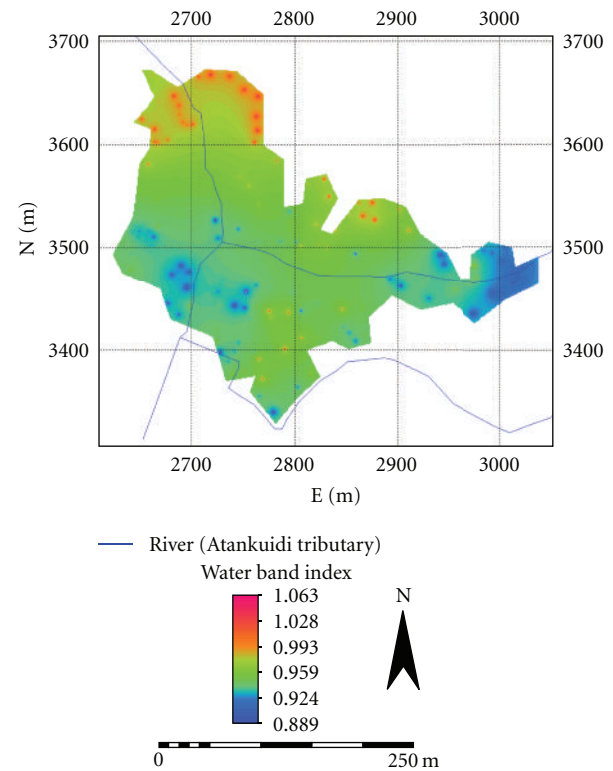 2700 2800 2900 3000
3700 3700
3600 3600
3500 3500
3400 3400
N (m)
2700 2800 2900 3000
E (m)
River (Atankuidi tributary)
Water band index
1.063
1.028
0.993
0.959
0.924
0.889
N
0 250 m